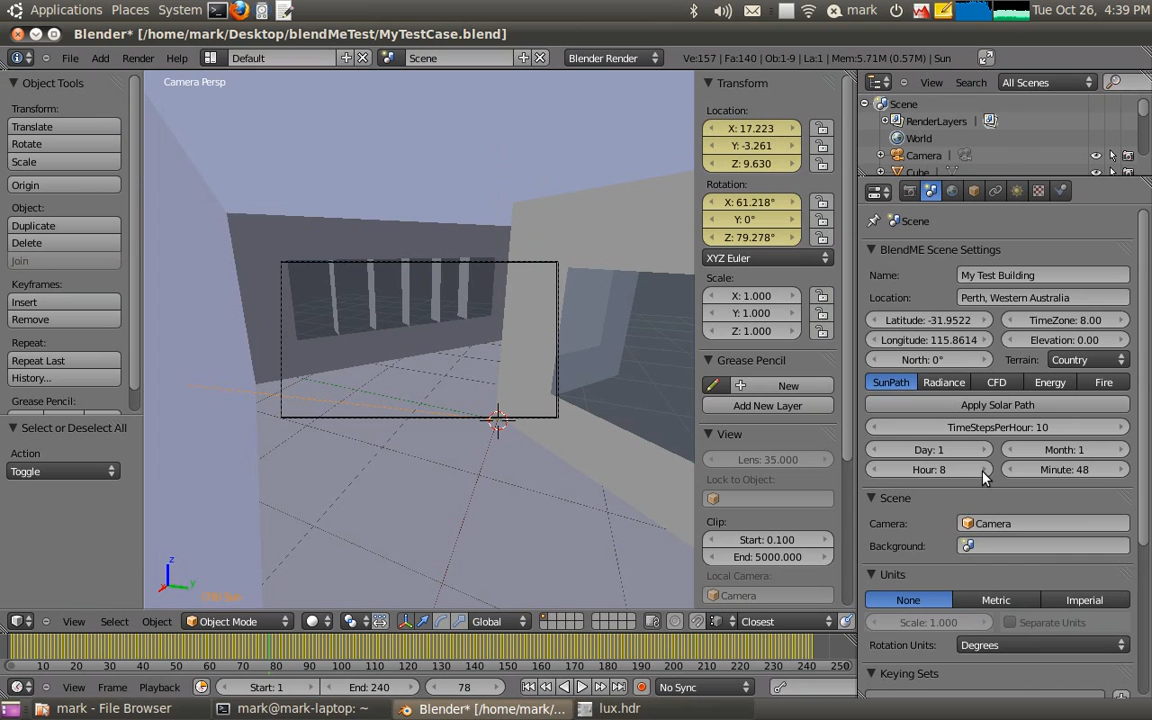 Applications Places System mark Tue Oct 26, 4:39 PM
Blender* [/home/mark/Desktop/blendMeTest/MyTestCase.blend]
File Add Render Help Default Scene Blender Render Ve:157 | Fa:140 | Ob:1-9 | La:1 | Mem:5.71M (0.57M) | Sun
Object Tools
Transform:
Translate
Rotate
Scale
Origin
Object:
Duplicate
Delete
Join
Keyframes:
Insert
Remove
Repeat:
Repeat Last
History...
Grease Pencil:
Select or Deselect All
Action
Toggle
Camera Persp
z
y
x
Transform
Location:
X: 17.223
Y: -3.261
Z: 9.630
Rotation:
X: 61.218°
Y: 0°
Z: 79.278°
XYZ Euler
Scale:
X: 1.000
Y: 1.000
Z: 1.000
Grease Pencil
New
Add New Layer
View
Lens: 35.000
Lock to Object:
Clip:
Start: 0.100
End: 5000.000
Local Camera:
Camera
View Search All Scenes
Scene
RenderLayers
World
Camera
Cube
Scene
BlendME Scene Settings
Name: My Test Building
Location: Perth, Western Australia
Latitude: -31.9522 TimeZone: 8.00
Longitude: 115.8614 Elevation: 0.00
North: 0° Terrain: Country
SunPath Radiance CFD Energy Fire
Apply Solar Path
TimeStepsPerHour: 10
Day: 1 Month: 1
Hour: 8 Minute: 48
Scene
Camera: Camera
Background:
Units
None Metric Imperial
Scale: 1.000 Separate Units
Rotation Units: Degrees
Keying Sets
View Select Object Object Mode Global Closest
0 10 20 30 40 50 60 70 80 90 100 110 120 130 140 150 160 170 180 190 200 210 220 230 240 250
View Frame Playback Start: 1 End: 240 78 No Sync
mark - File Browser mark@mark-laptop: ~ Blender* [/home/mark/... lux.hdr